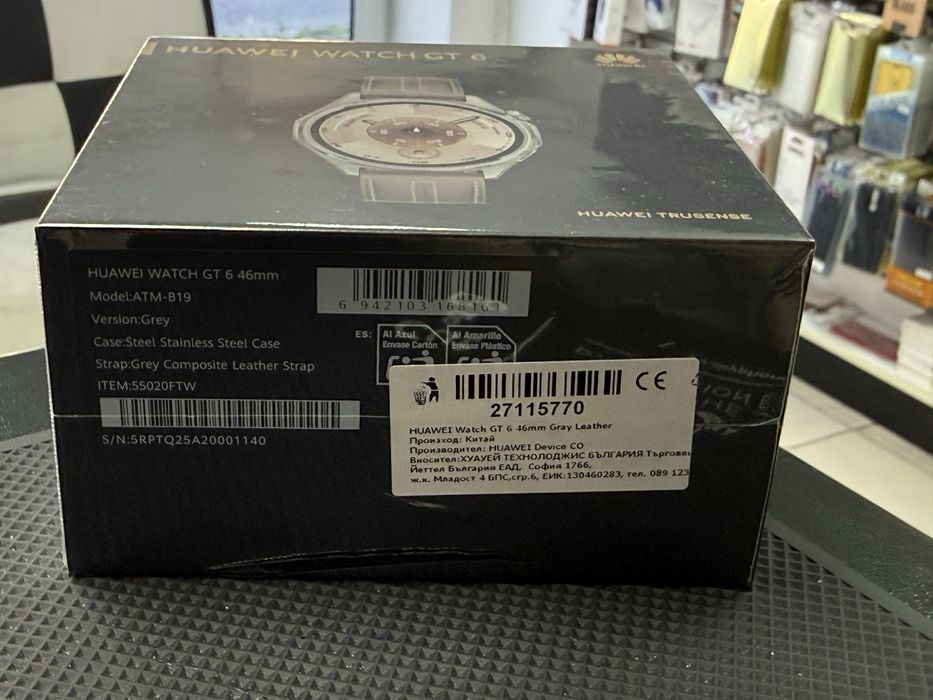 HUAWEI WATCH GT 6
HUAWEI
HUAWEI TRUSENSE
HUAWEI WATCH GT 6 46mm
Model:ATM-B19
Version:Grey
Case:Steel Stainless Steel Case
Strap:Grey Composite Leather Strap
ITEM:55020FTW
S/N:5RPTQ25A20001140
6 942103 16816
ES:
Al Azul
Envase Cartón
Al Amarillo
Envase Plástico
CE
27115770
HUAWEI Watch GT 6 46mm Gray Leather
Произход: Китай
Производител: HUAWEI Device CO
Вносител:ХУАУЕЙ ТЕХНОЛОДЖИС БЪЛГАРИЯ Търговец
Йеттел България ЕАД, София 1766,
ж.к. Младост 4 БПС,сгр.6, ЕИК:130460283, тел. 089 123